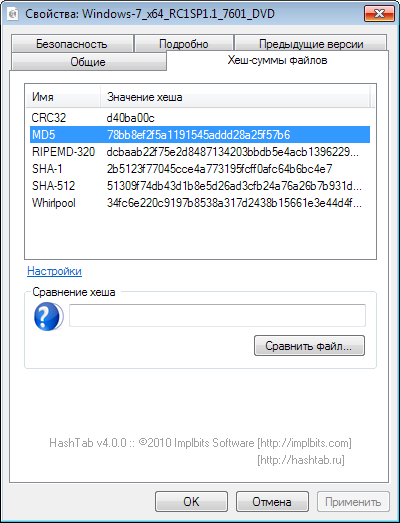 Свойства: Windows-7_x64_RC1SP1.1_7601_DVD
Безопасность Подробно Предыдущие версии
Общие Хеш-суммы файлов
Имя Значение хеша
CRC32 d40ba00c
MD5 78bb8ef2f5a1191545addd28a25f57b6
RIPEMD-320 dcbaab22f75e2d8487134203bbdb5e4acb1396229...
SHA-1 2b5123f77045cce4a773195fcff0afc64b6bc4e7
SHA-512 51309f74db43d1b8e5d26ad3cfb24a76a26b7b931d...
Whirlpool 34fc6e220c9197b8538a317d2438b15661e3e44d4f...
Настройки
Сравнение хеша
Сравнить файл...
HashTab v4.0.0 :: ©2010 Implbits Software [http://implbits.com]
[http://hashtab.ru]
OK Отмена Применить